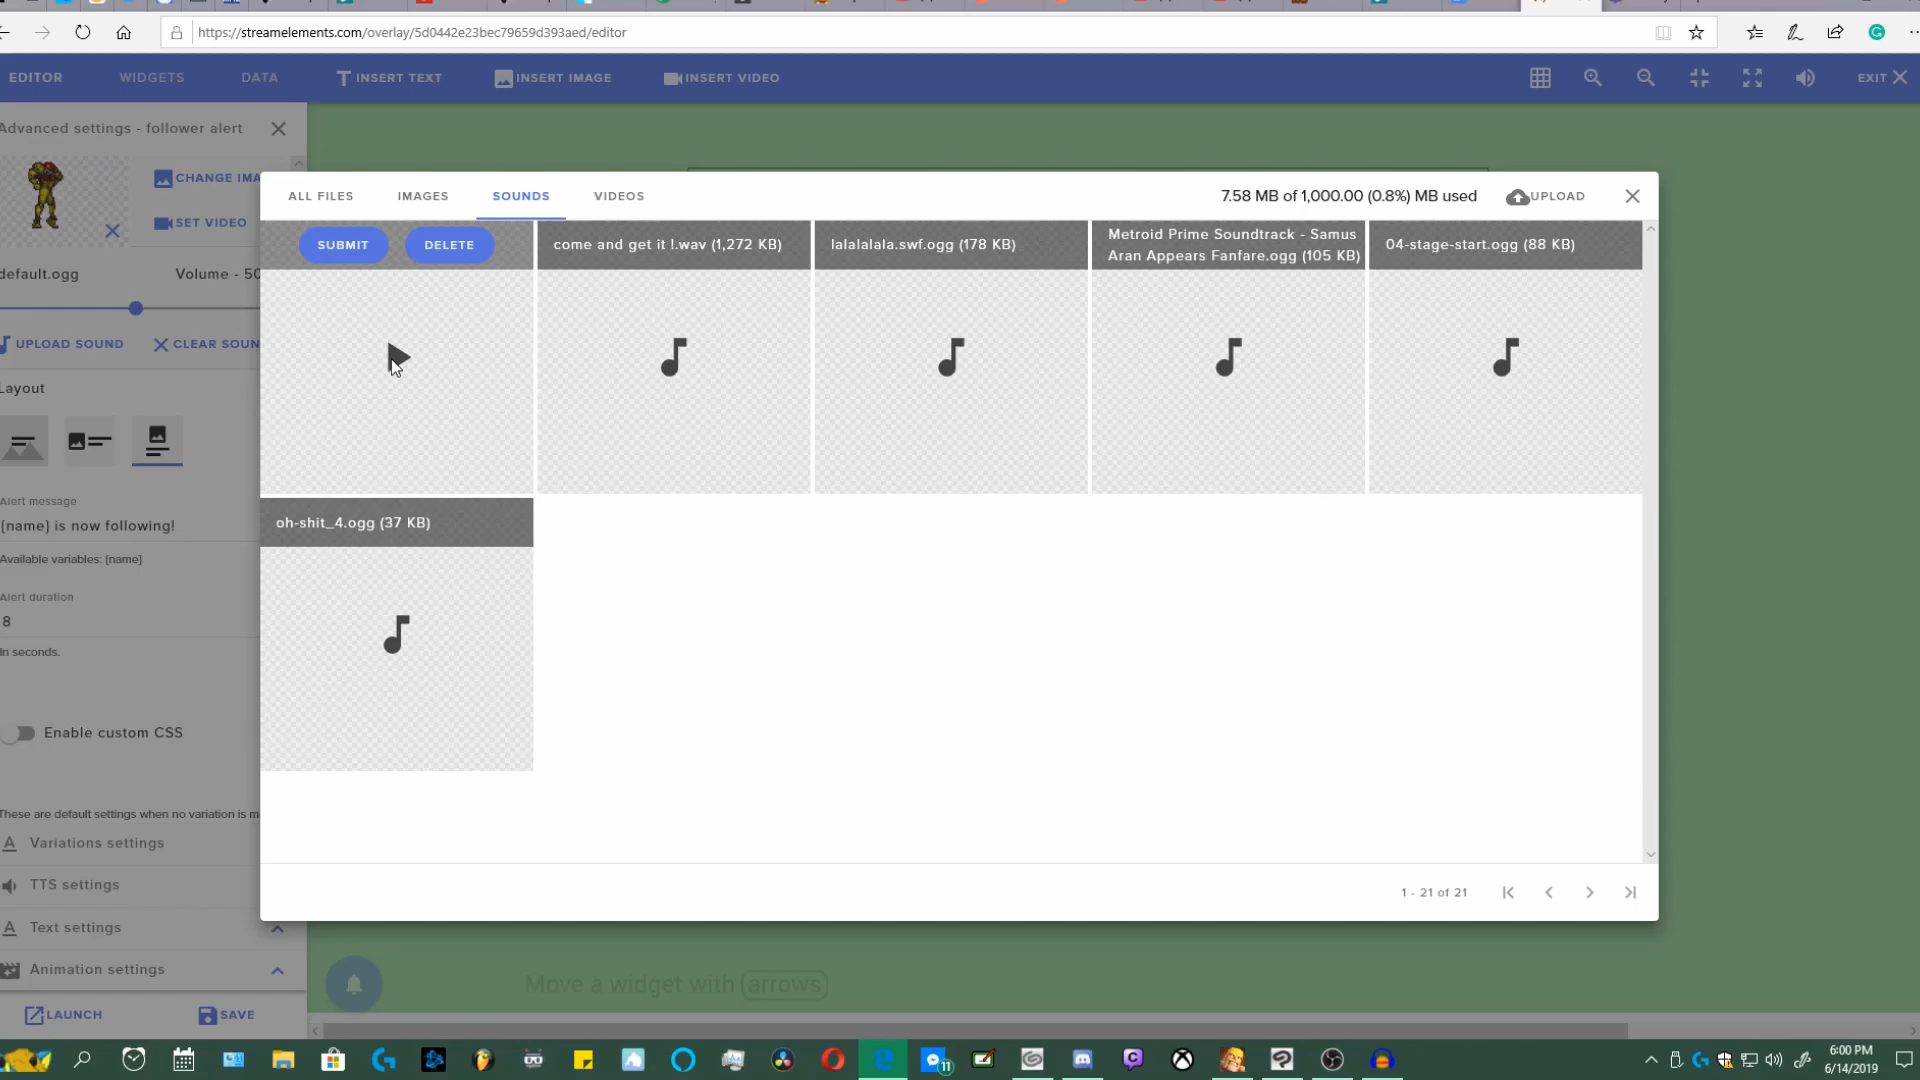 https://streamelements.com/overlay/5d0442e23bec79659d393aed/editor
EDITOR
WIDGETS
DATA
INSERT TEXT
INSERT IMAGE
INSERT VIDEO
EXIT
Advanced settings - follower alert
CHANGE IMA
SET VIDEO
default.ogg
Volume - 50
UPLOAD SOUND
CLEAR SOUN
Layout
Alert message
{name} is now following!
Available variables: {name}
Alert duration
8
In seconds.
Enable custom CSS
These are default settings when no variation is m
Variations settings
TTS settings
Text settings
Animation settings
LAUNCH
SAVE
ALL FILES
IMAGES
SOUNDS
VIDEOS
7.58 MB of 1,000.00 (0.8%) MB used
UPLOAD
SUBMIT
DELETE
come and get it !.wav (1,272 KB)
lalalalala.swf.ogg (178 KB)
Metroid Prime Soundtrack - Samus
Aran Appears Fanfare.ogg (105 KB)
04-stage-start.ogg (88 KB)
oh-shit_4.ogg (37 KB)
1 - 21 of 21
Move a widget with arrows
11
6:00 PM
6/14/2019